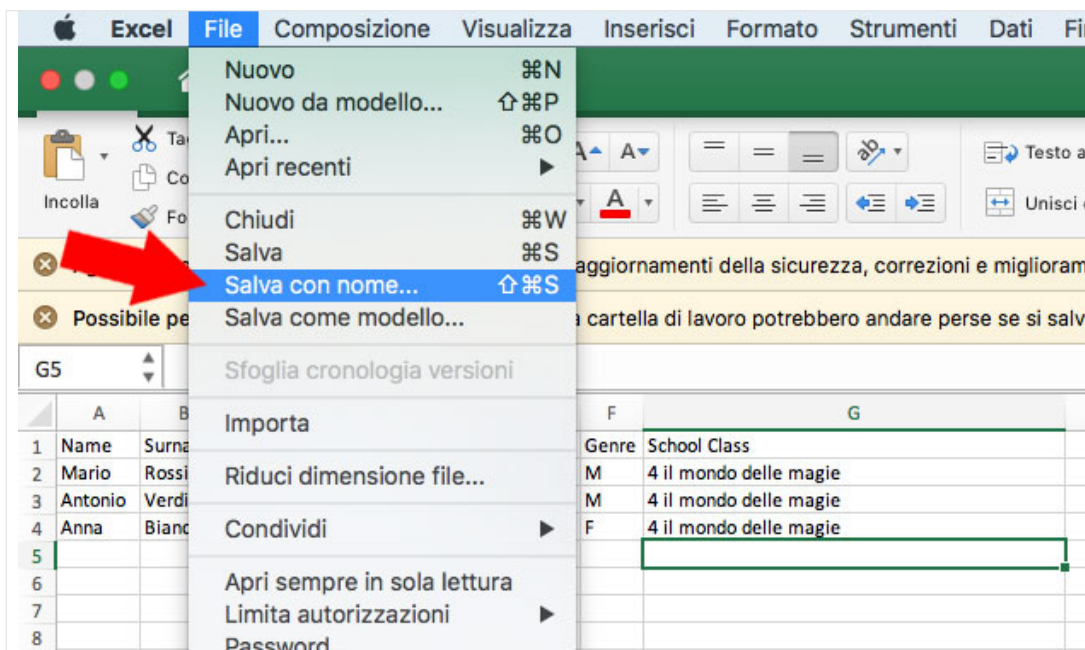 Excel File Composizione Visualizza Inserisci Formato Strumenti Dati
Nuovo ⌘N
Nuovo da modello... ⇧⌘P
Apri... ⌘O
Apri recenti
Chiudi ⌘W
Salva ⌘S
Salva con nome... ⇧⌘S
Salva come modello...
Sfoglia cronologia versioni
Importa
Riduci dimensione file...
Condividi
Apri sempre in sola lettura
Limita autorizzazioni
Password
Incolla
A A
A
Testo a
Unisci
aggiornamenti della sicurezza, correzioni e miglioram
Possibile pe
a cartella di lavoro potrebbero andare perse se si salv
G5
A B F G
1 Name Surna Genre School Class
2 Mario Rossi M 4 il mondo delle magie
3 Antonio Verdi M 4 il mondo delle magie
4 Anna Bianc F 4 il mondo delle magie
5
6
7
8